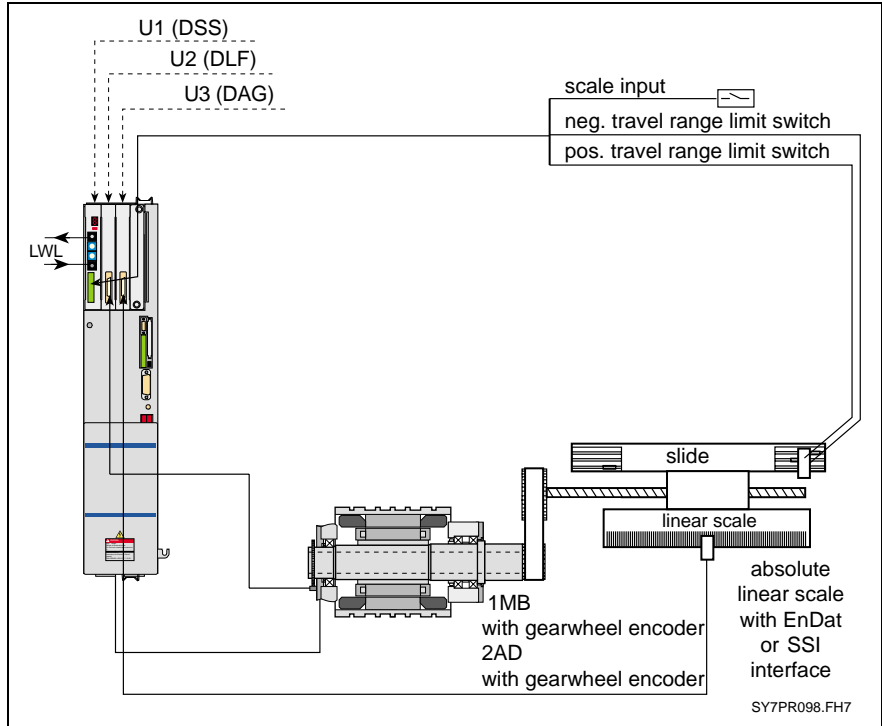 U1 (DSS)
U2 (DLF)
U3 (DAG)
scale input
neg. travel range limit switch
pos. travel range limit switch
LWL
slide
linear scale
1MB
with gearwheel encoder
2AD
with gearwheel encoder
absolute
linear scale
with EnDat
or SSI
interface
SY7PR098.FH7